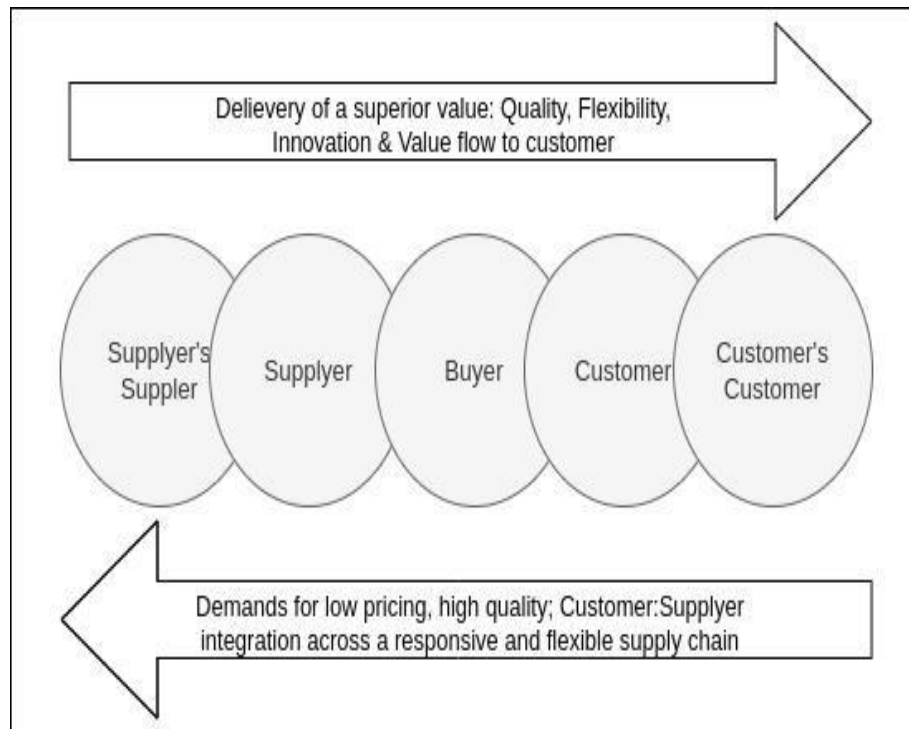 Delievery of a superior value: Quality, Flexibility,
Innovation & Value flow to customer
Supplyer's
Suppler
Supplyer
Buyer
Customer
Customer's
Customer
Demands for low pricing, high quality; Customer:Supplyer
integration across a responsive and flexible supply chain